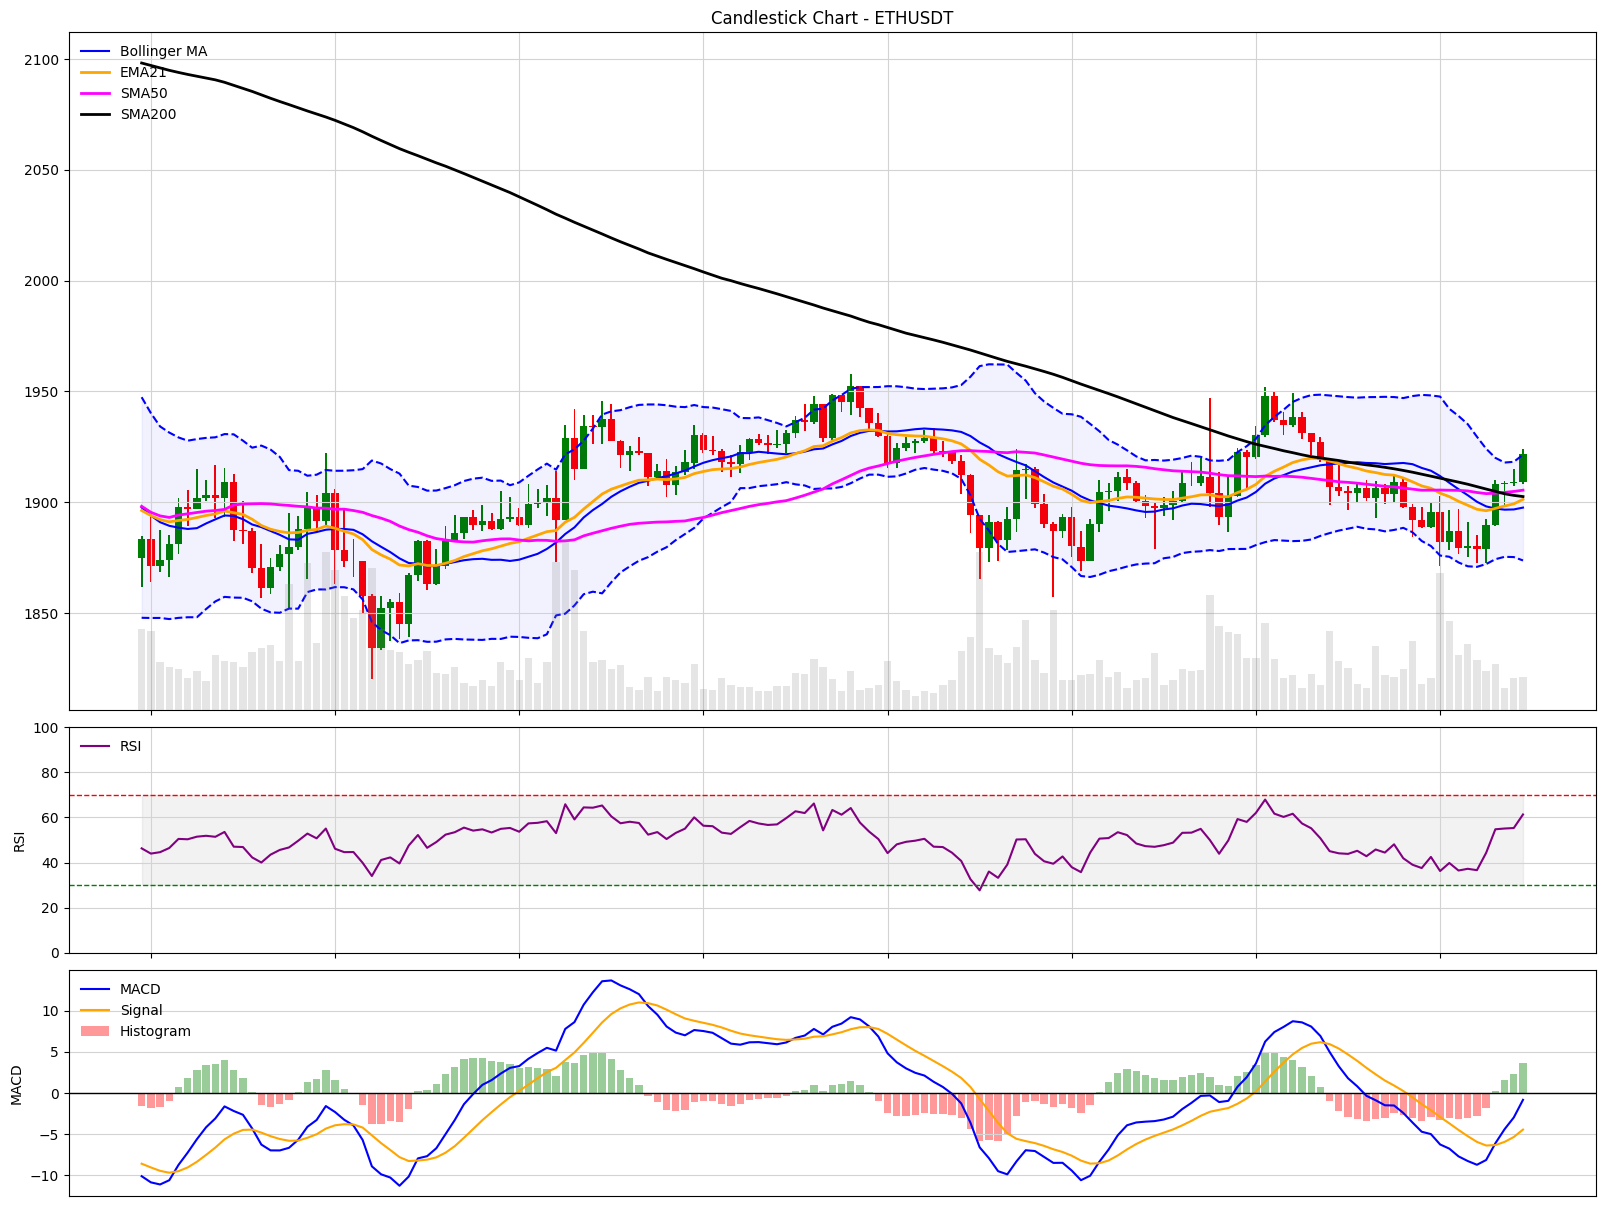 Candlestick Chart - ETHUSDT
Bollinger MA
EMA21
SMA50
SMA200
2100
2050
2000
1950
1900
1850
RSI
100
80
60
40
20
0
RSI
MACD
Signal
Histogram
10
5
0
−5
−10
MACD